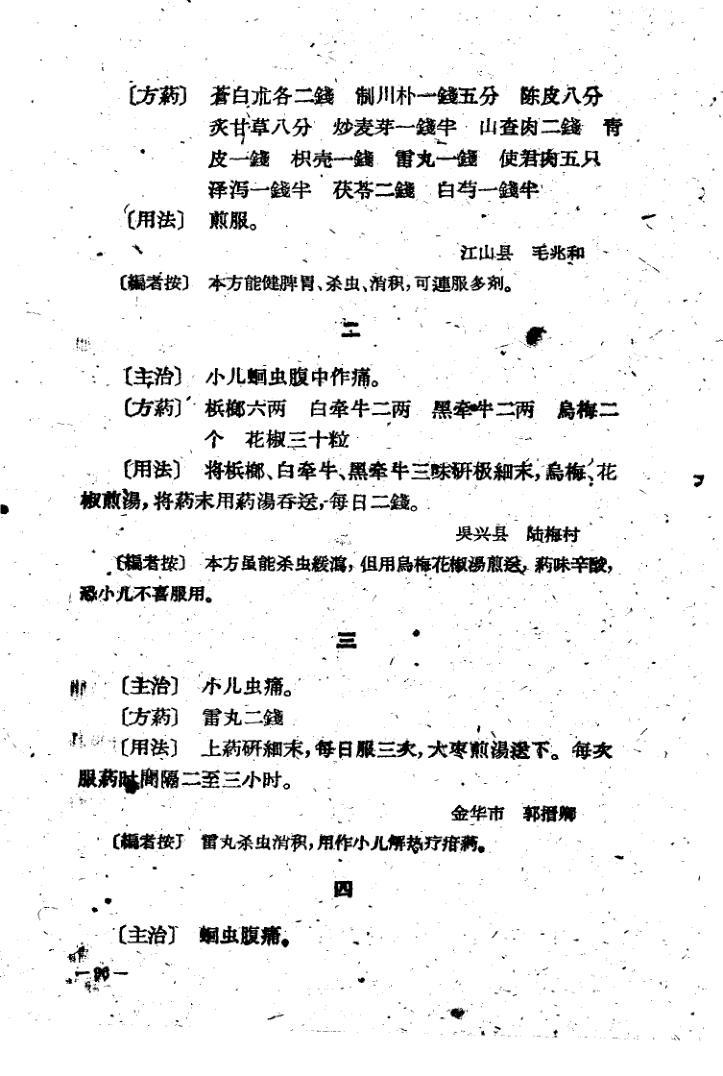 〔方葯〕 蒼白朮各二錢 制川朴一錢五分 陈皮八分
炙甘草八分 炒麦芽一錢半 山查肉二錢 青
皮一錢 枳壳一錢 雷丸一錢 使君肉五只
泽泻一錢半 茯苓二錢 白芍一錢半
〔用法〕 煎服。
江山县 毛兆和
〔編者按〕 本方能健脾胃、杀虫、消积,可連服多剂。
二
〔主治〕 小儿蛔虫腹中作痛。
〔方葯〕 梹榔六两 白牵牛二两 黑牵牛二两 烏梅二
个 花椒三十粒
〔用法〕 将梹榔、白牵牛、黑牵牛三味研极細末,烏梅、花
椒煎湯,将葯末用葯湯吞送,每日二錢。
吳兴县 陆梅村
〔編者按〕 本方虽能杀虫緩瀉,但用烏梅花椒湯煎送,葯味辛酸,
恐小儿不喜服用。
三
〔主治〕 小儿虫痛。
〔方葯〕 雷丸二錢
〔用法〕 上葯研細末,每日服三次,大枣煎湯送下。每次
服葯时間隔二至三小时。
金华市 郭搢卿
〔編者按〕 雷丸杀虫消积,用作小儿解热疗疳葯。
四
〔主治〕 蛔虫腹痛。